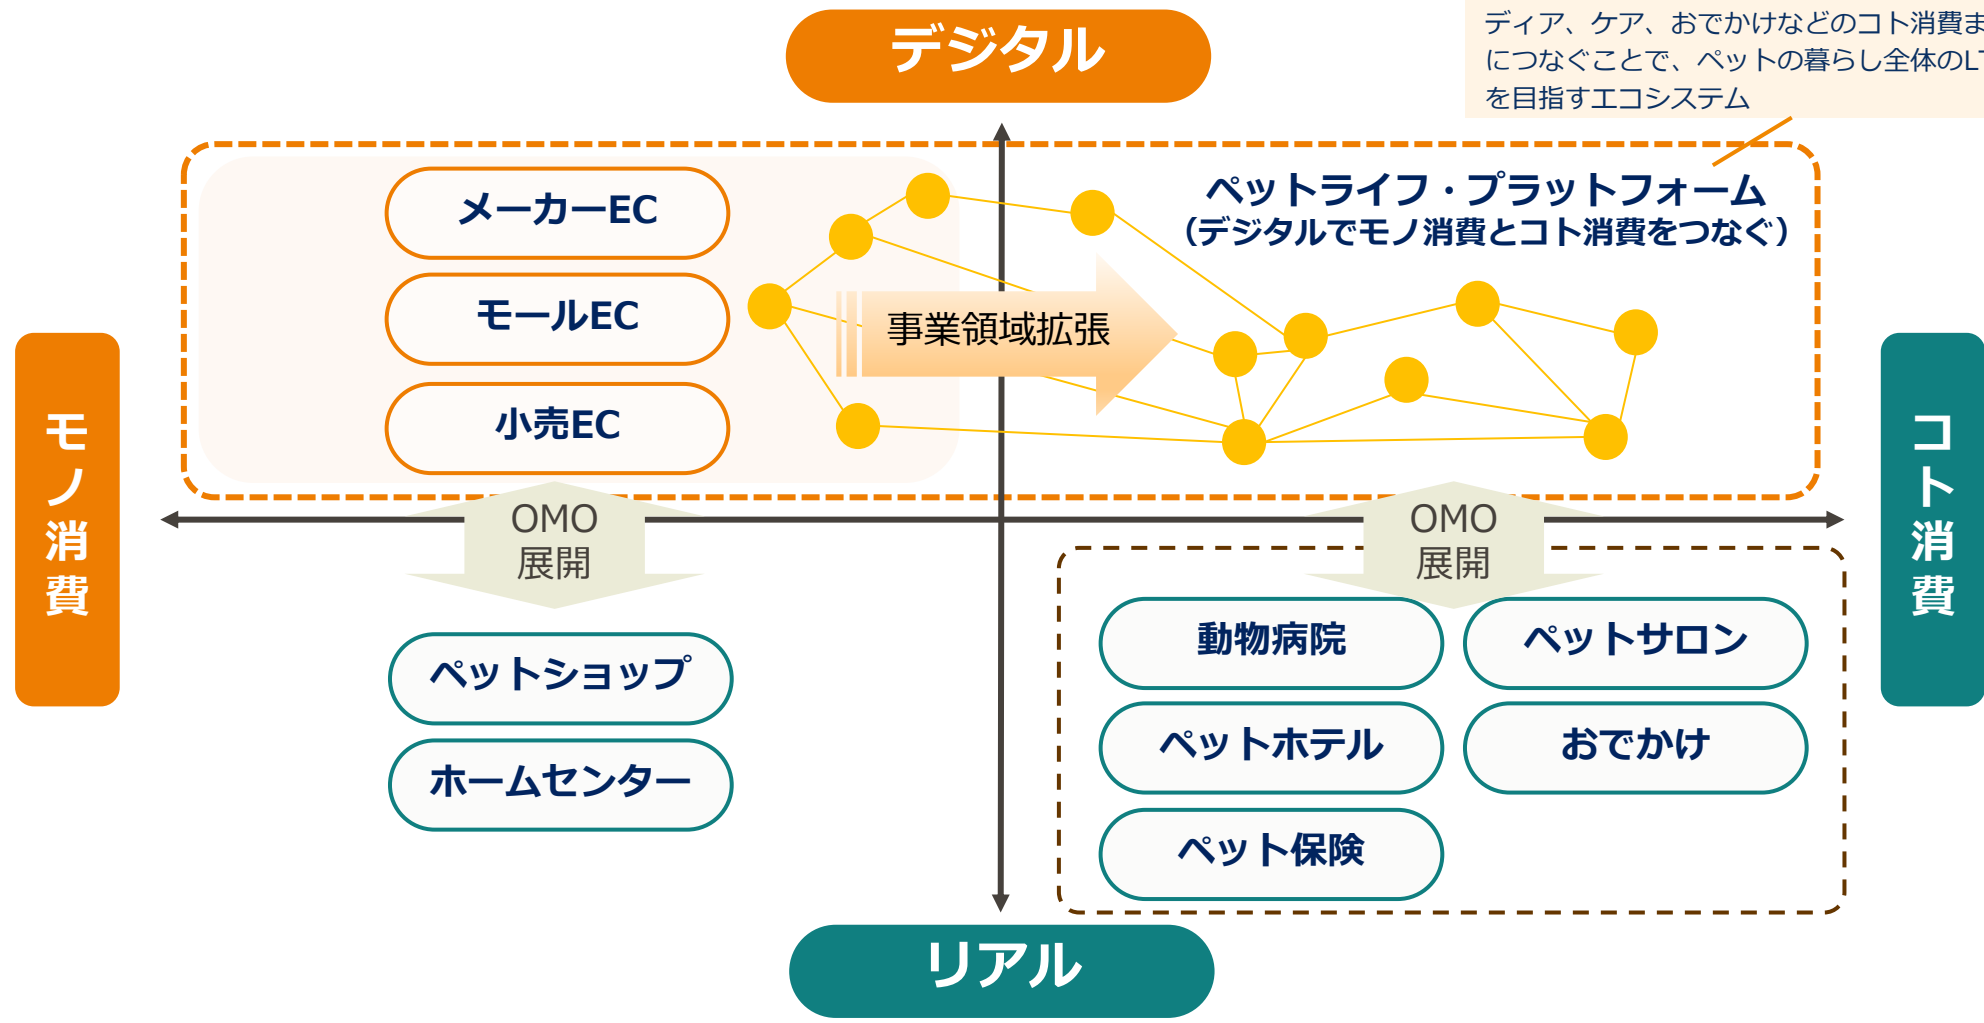 デジタル
ディア、ケア、おでかけなどのコト消費ま
につなぐことで、ペットの暮らし全体のLT
を目指すエコシステム
メーカーEC
モールEC
小売EC
ペットライフ・プラットフォーム
（デジタルでモノ消費とコト消費をつなぐ）
事業領域拡張
モノ消費
コト消費
OMO
展開
OMO
展開
ペットショップ
ホームセンター
動物病院
ペットサロン
ペットホテル
おでかけ
ペット保険
リアル